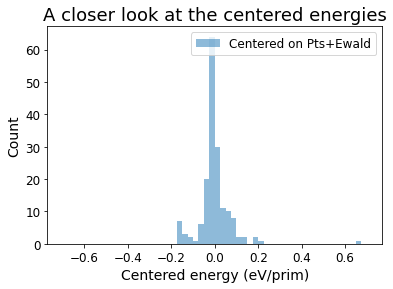 A closer look at the centered energies
Centered on Pts+Ewald
Count
60
50
40
30
20
10
0
−0.6 −0.4 −0.2 0.0 0.2 0.4 0.6
Centered energy (eV/prim)